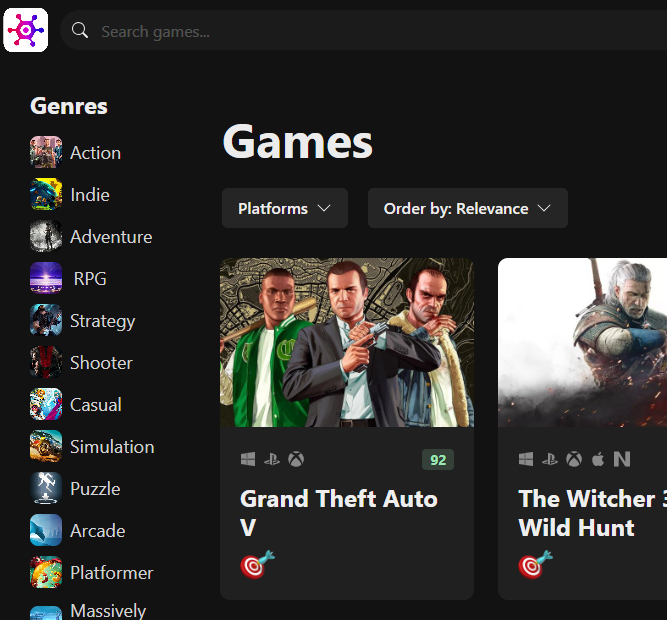 Search games...
Genres
Action
Indie
Adventure
RPG
Strategy
Shooter
Casual
Simulation
Puzzle
Arcade
Platformer
Massively
Games
Platforms
Order by: Relevance
92
Grand Theft Auto
V
The Witcher 3
Wild Hunt